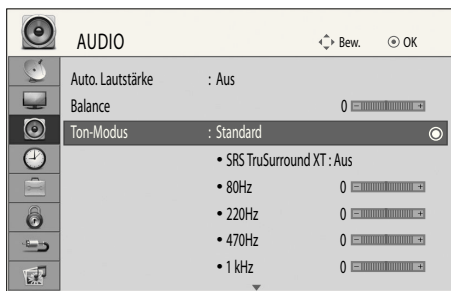 AUDIO Bew. OK
Auto. Lautstärke : Aus
Balance 0 - +
Ton-Modus : Standard
• SRS TruSurround XT : Aus
• 80Hz 0 - +
• 220Hz 0 - +
• 470Hz 0 - +
• 1 kHz 0 - +